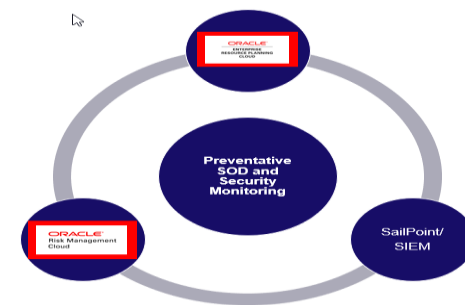 ORACLE
ENTERPRISE
RESOURCE PLANNING
CLOUD
Preventative
SOD and
Security
Monitoring
ORACLE
Risk Management
Cloud
SailPoint/
SIEM